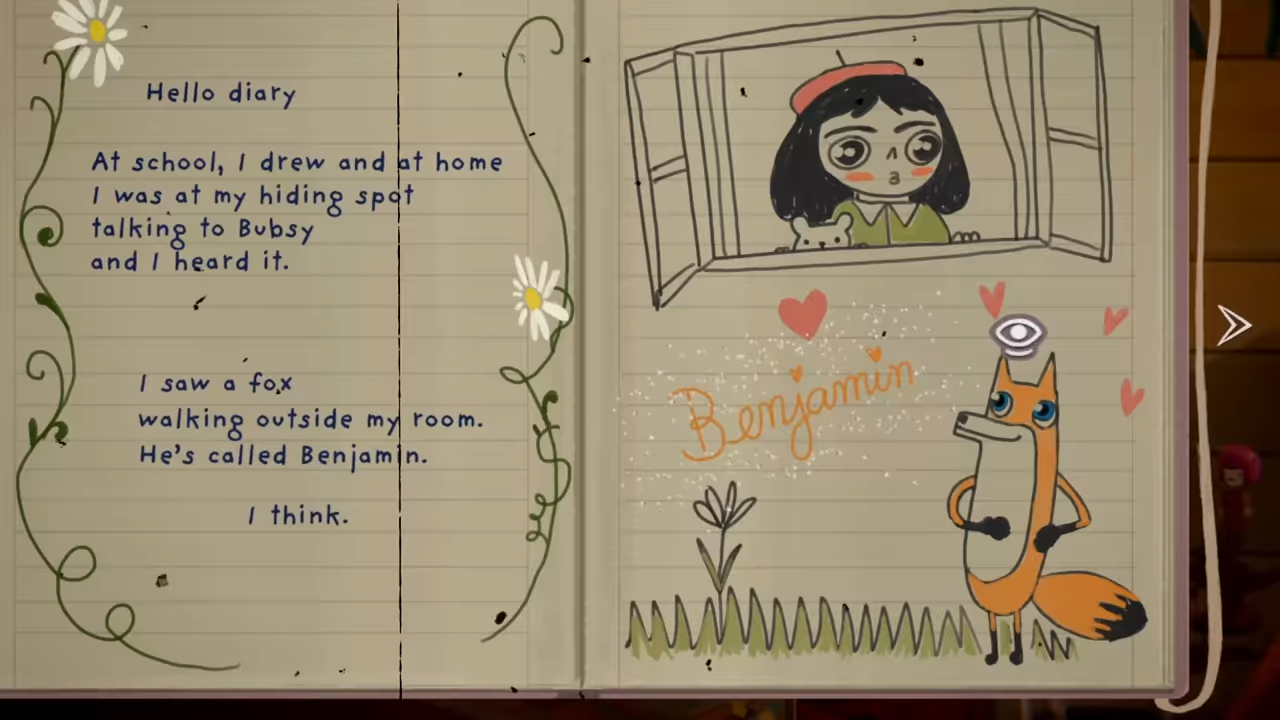 Hello diary
At school, I drew and at home
I was at my hiding spot
talking to Bubsy
and I heard it.
I saw a fox
walking outside my room.
He's called Benjamin.
I think.
Benjamin